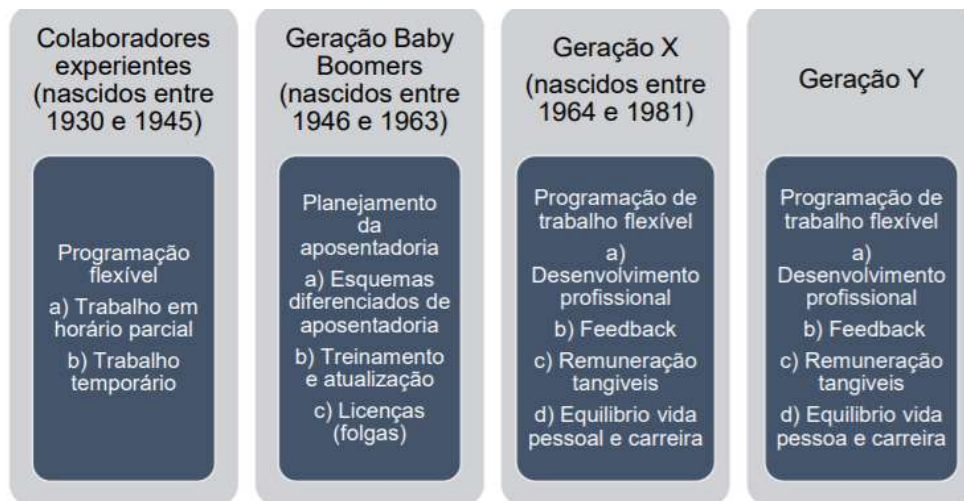 Colaboradores
experientes
(nascidos entre
1930 e 1945)
Programação
flexível
a) Trabalho em
horário parcial
b) Trabalho
temporário
Geração Baby
Boomers
(nascidos entre
1946 e 1963)
Planejamento
da
aposentadoria
a) Esquemas
diferenciados de
aposentadoria
b) Treinamento
e atualização
c) Licenças
(folgas)
Geração X
(nascidos entre
1964 e 1981)
Programação de
trabalho flexível
a)
Desenvolvimento
profissional
b) Feedback
c) Remuneração
tangiveis
d) Equilibrio vida
pessoal e carreira
Geração Y
Programação de
trabalho flexível
a)
Desenvolvimento
profissional
b) Feedback
c) Remuneração
tangiveis
d) Equilibrio vida
pessoa e carreira